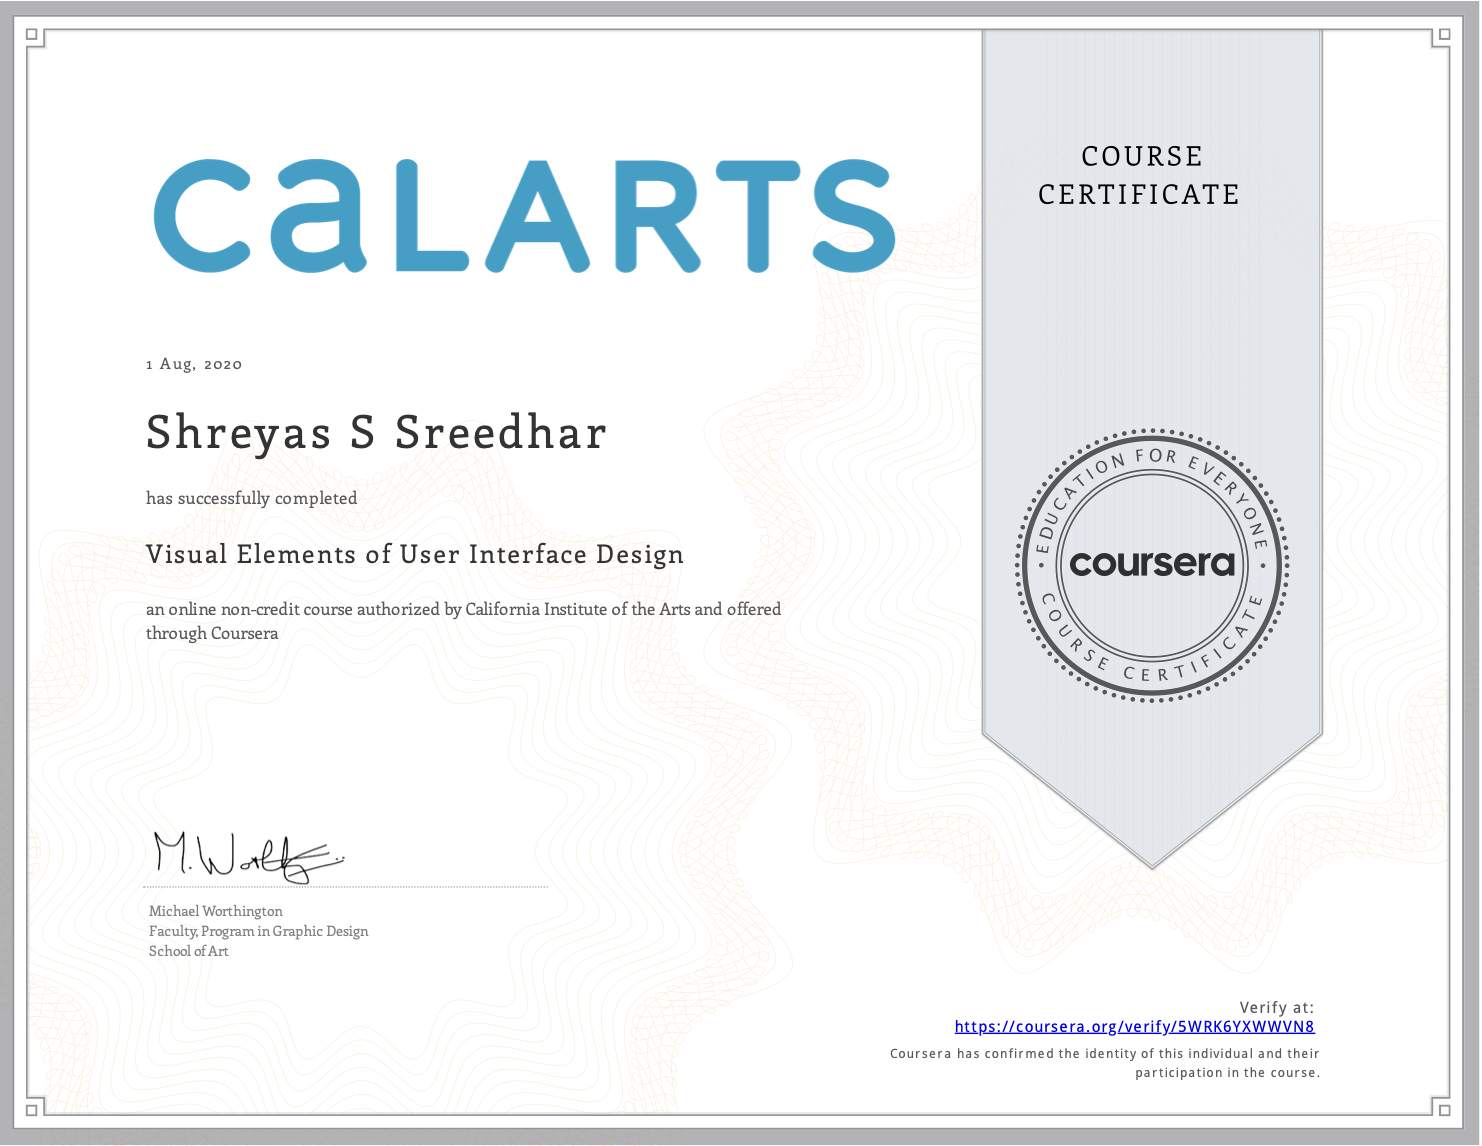 CalARTS
COURSE
CERTIFICATE
1 Aug, 2020
Shreyas S Sreedhar
has successfully completed
Visual Elements of User Interface Design
an online non-credit course authorized by California Institute of the Arts and offered
through Coursera
EDUCATION FOR EVERYONE
coursera
COURSE CERTIFICATE
M. Worth
Michael Worthington
Faculty, Program in Graphic Design
School of Art
Verify at:
https://coursera.org/verify/5WRK6YXWWVN8
Coursera has confirmed the identity of this individual and their
participation in the course.